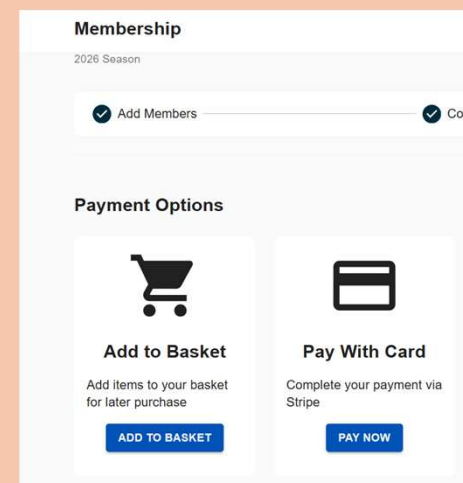 Membership
2026 Season
Add Members
Payment Options
Add to Basket
Pay With Card
Add items to your basket
for later purchase
Complete your payment via
Stripe
ADD TO BASKET
PAY NOW